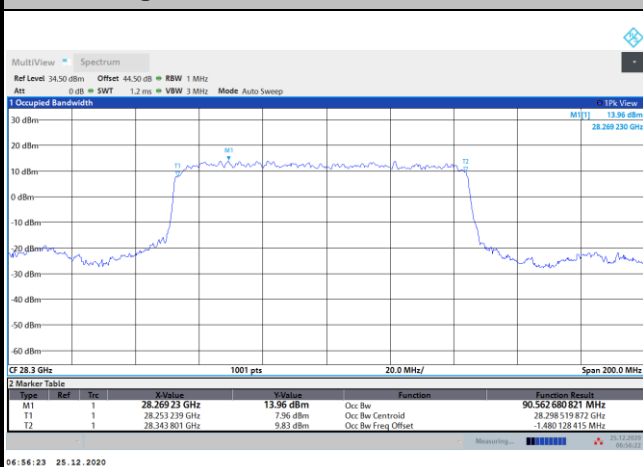 MultiView Spectrum
Ref Level 34.50 dBm Offset 44.50 dB RBW 1 MHz
Att 0 dB SWT 1.2 ms VBW 3 MHz Mode Auto Sweep
1 Occupied Bandwidth 1Pk View
M1[1] 13.96 dBm
28.269 230 GHz
30 dBm
20 dBm
M1
T1
T2
10 dBm
0 dBm
-10 dBm
-20 dBm
-30 dBm
-40 dBm
-50 dBm
-60 dBm
CF 28.3 GHz 1001 pts 20.0 MHz/ Span 200.0 MHz
2 Marker Table
Type Ref Trc X-Value Y-Value Function Function Result
M1 1 28.269 23 GHz 13.96 dBm Occ Bw 90.562 680 821 MHz
T1 1 28.253 239 GHz 7.96 dBm Occ Bw Centroid 28.298 519 872 GHz
T2 1 28.343 801 GHz 9.83 dBm Occ Bw Freq Offset -1.480 128 415 MHz
Measuring... 25.12.2020
06:56:22
06:56:23 25.12.2020